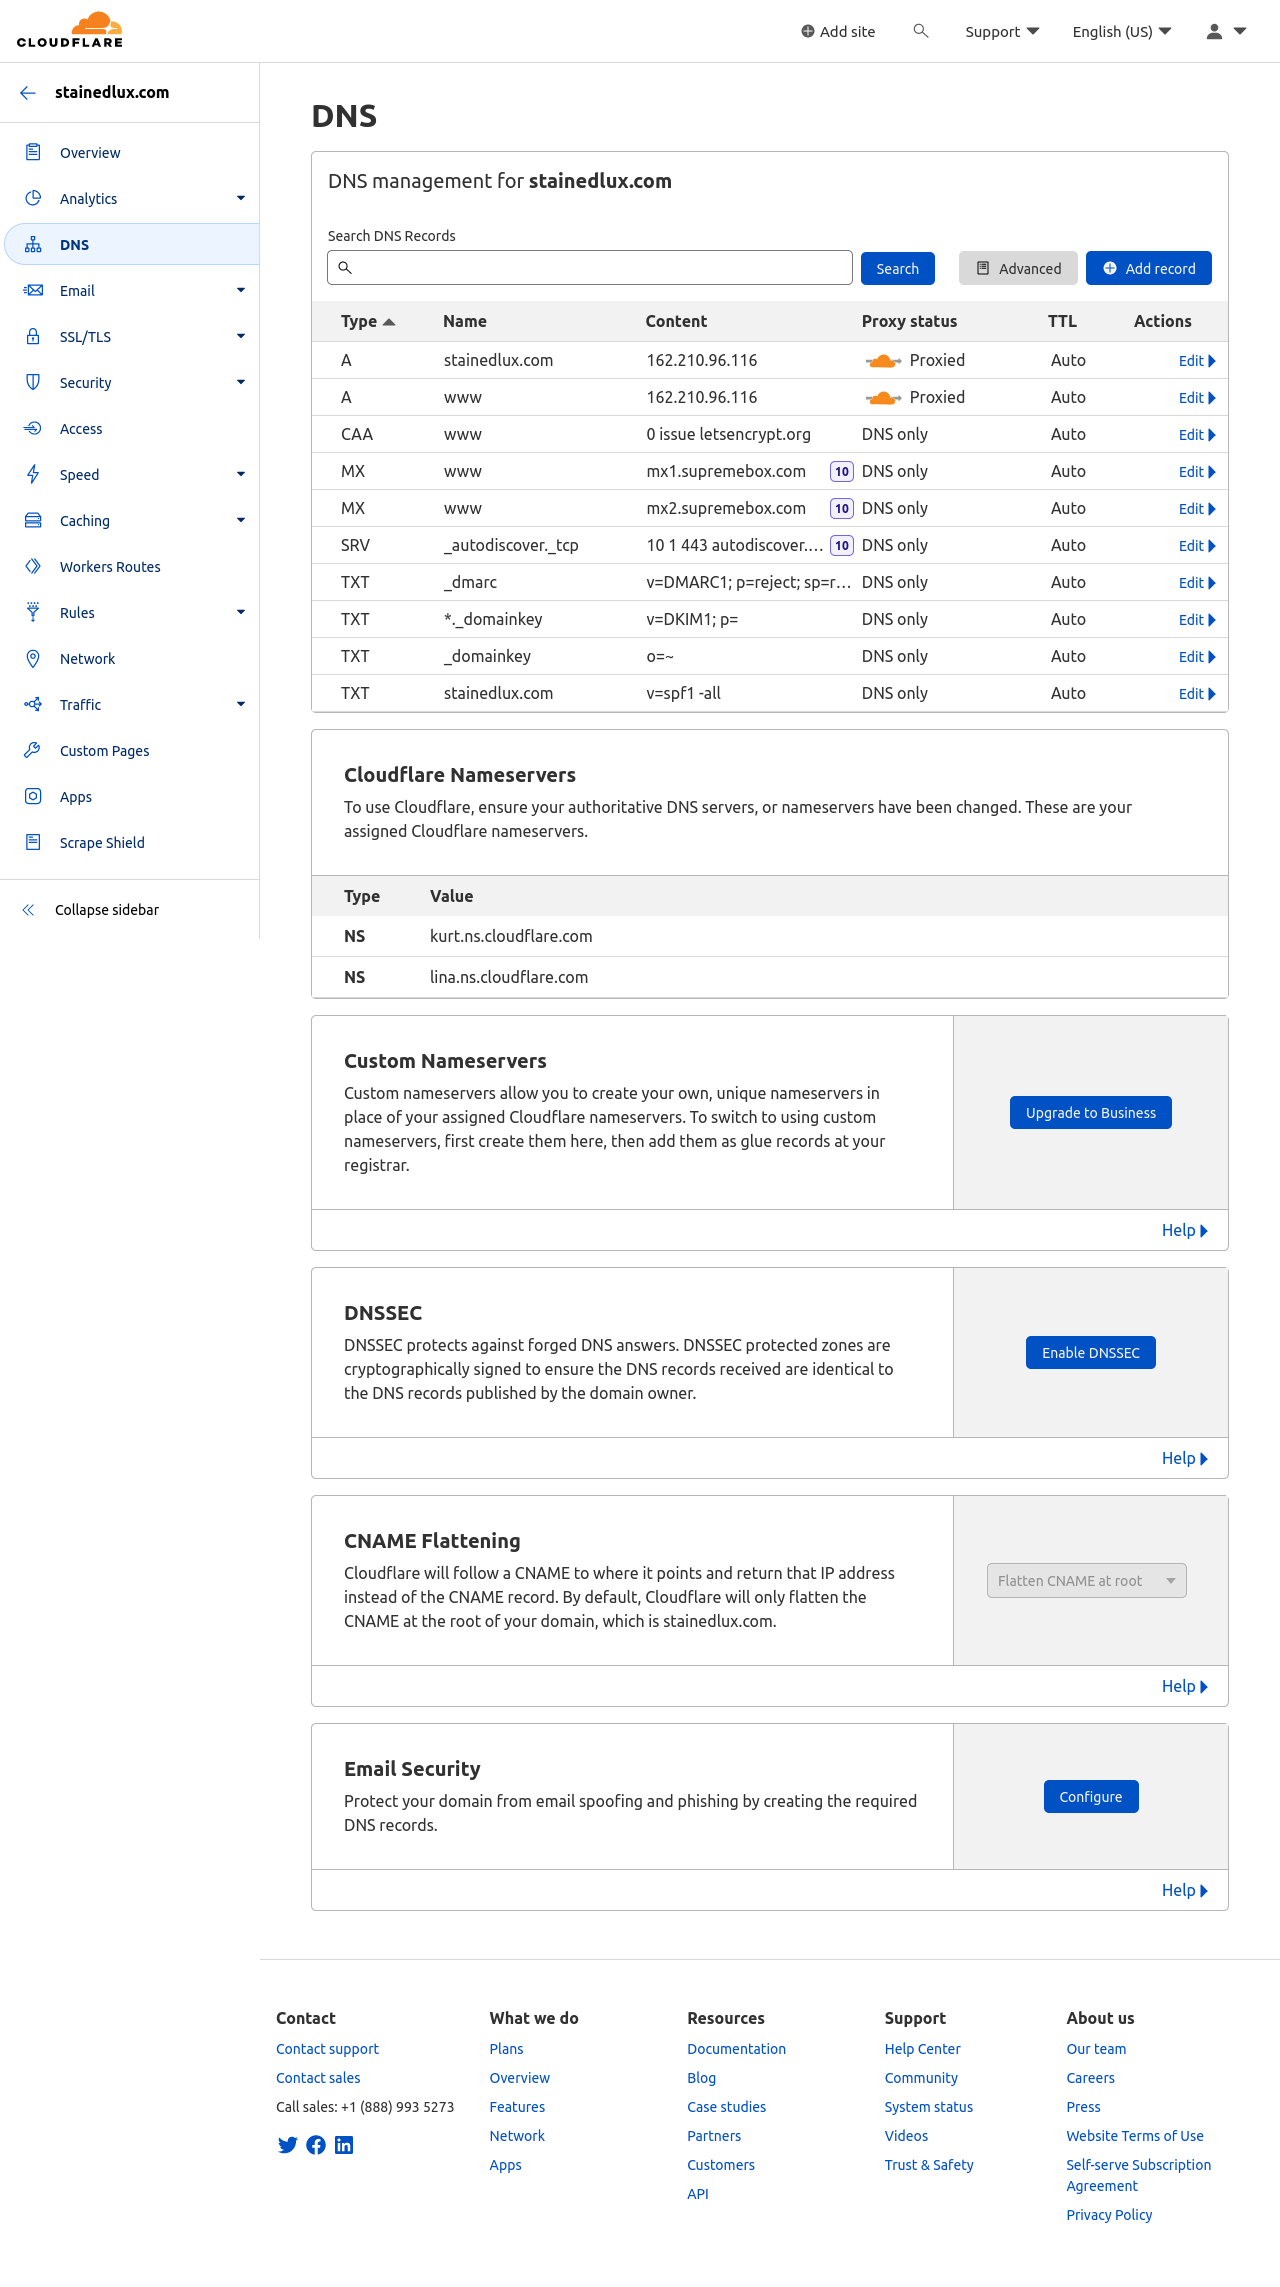 CLOUDFLARE
Add site
Support
English (US)
stainedlux.com
Overview
Analytics
DNS
Email
SSL/TLS
Security
Access
Speed
Caching
Workers Routes
Rules
Network
Traffic
Custom Pages
Apps
Scrape Shield
Collapse sidebar
DNS
DNS management for stainedlux.com
Search DNS Records
Search
Advanced
Add record
Type Name Content Proxy status TTL Actions
A stainedlux.com 162.210.96.116 Proxied Auto Edit
A www 162.210.96.116 Proxied Auto Edit
CAA www 0 issue letsencrypt.org DNS only Auto Edit
MX www mx1.supremebox.com 10 DNS only Auto Edit
MX www mx2.supremebox.com 10 DNS only Auto Edit
SRV _autodiscover._tcp 10 1 443 autodiscover.… 10 DNS only Auto Edit
TXT _dmarc v=DMARC1; p=reject; sp=r… DNS only Auto Edit
TXT *._domainkey v=DKIM1; p= DNS only Auto Edit
TXT _domainkey o=~ DNS only Auto Edit
TXT stainedlux.com v=spf1 -all DNS only Auto Edit
Cloudflare Nameservers
To use Cloudflare, ensure your authoritative DNS servers, or nameservers have been changed. These are your
assigned Cloudflare nameservers.
Type Value
NS kurt.ns.cloudflare.com
NS lina.ns.cloudflare.com
Custom Nameservers
Custom nameservers allow you to create your own, unique nameservers in
place of your assigned Cloudflare nameservers. To switch to using custom
nameservers, first create them here, then add them as glue records at your
registrar.
Upgrade to Business
Help
DNSSEC
DNSSEC protects against forged DNS answers. DNSSEC protected zones are
cryptographically signed to ensure the DNS records received are identical to
the DNS records published by the domain owner.
Enable DNSSEC
Help
CNAME Flattening
Cloudflare will follow a CNAME to where it points and return that IP address
instead of the CNAME record. By default, Cloudflare will only flatten the
CNAME at the root of your domain, which is stainedlux.com.
Flatten CNAME at root
Help
Email Security
Protect your domain from email spoofing and phishing by creating the required
DNS records.
Configure
Help
Contact
Contact support
Contact sales
Call sales: +1 (888) 993 5273
What we do
Plans
Overview
Features
Network
Apps
Resources
Documentation
Blog
Case studies
Partners
Customers
API
Support
Help Center
Community
System status
Videos
Trust & Safety
About us
Our team
Careers
Press
Website Terms of Use
Self-serve Subscription
Agreement
Privacy Policy